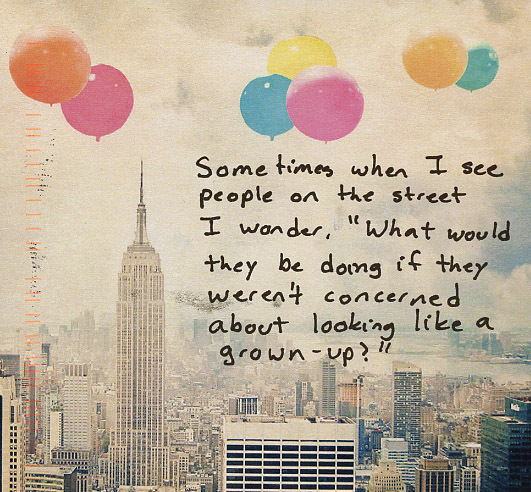 Sometimes when I see
people on the street
I wonder, "What would
they be doing if they
weren't concerned
about looking like a
grown-up?"